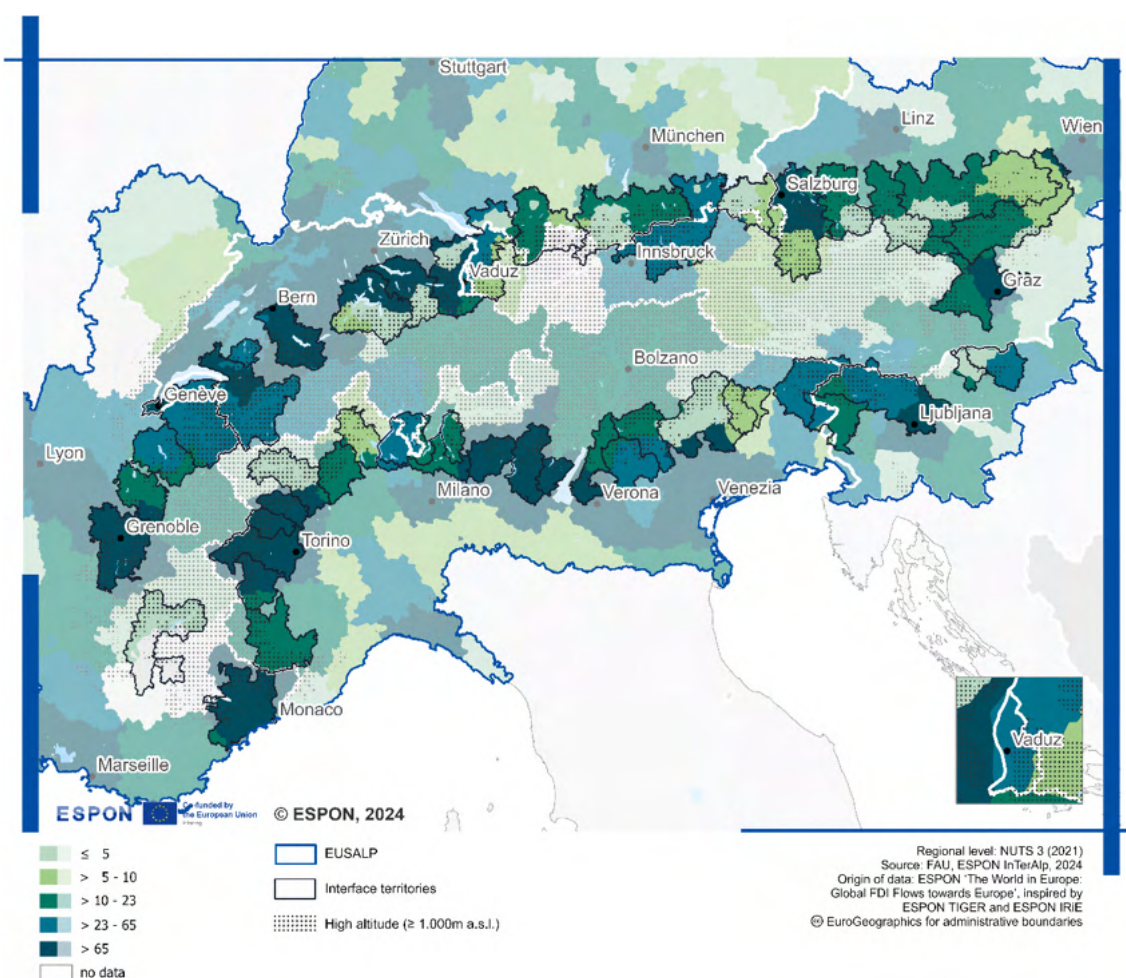 Stuttgart
Linz
Wien
München
Salzburg
Zürich
Innsbruck
Vaduz
Bern
Graz
Bolzano
Genève
Ljubljana
Lyon
Milano
Verona
Venezia
Grenoble
Torino
Monaco
Vaduz
Marseille
ESPON
Co-funded by
the European Union
Interreg
© ESPON, 2024
≤ 5
> 5 - 10
> 10 - 23
> 23 - 65
> 65
no data
EUSALP
Interface territories
High altitude (≥ 1.000m a.s.l.)
Regional level: NUTS 3 (2021)
Source: FAU, ESPON InTerAlp, 2024
Origin of data: ESPON 'The World in Europe:
Global FDI Flows towards Europe', inspired by
ESPON TIGER and ESPON IRiE
© EuroGeographics for administrative boundaries